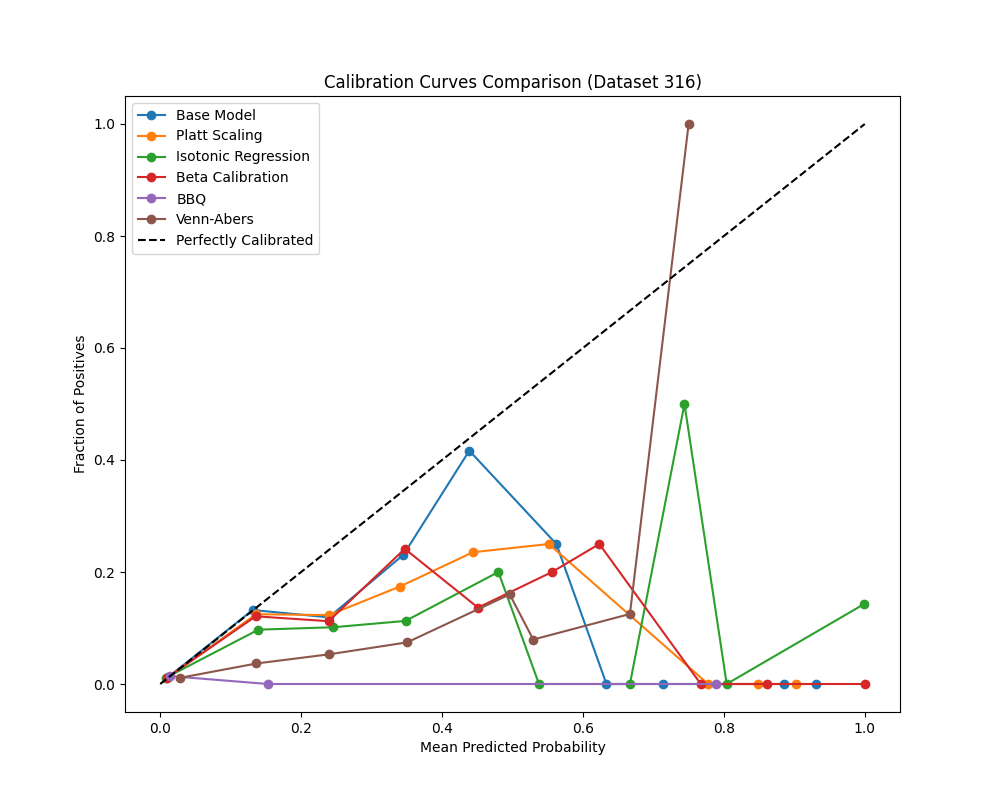 Calibration Curves Comparison (Dataset 316)
Base Model
Platt Scaling
Isotonic Regression
Beta Calibration
BBQ
Venn-Abers
Perfectly Calibrated
1.0
0.8
0.6
0.4
0.2
0.0
Fraction of Positives
0.0 0.2 0.4 0.6 0.8 1.0
Mean Predicted Probability